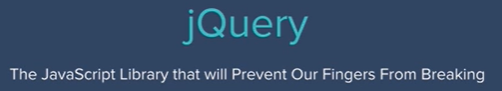 jQuery
The JavaScript Library that will Prevent Our Fingers From Breaking